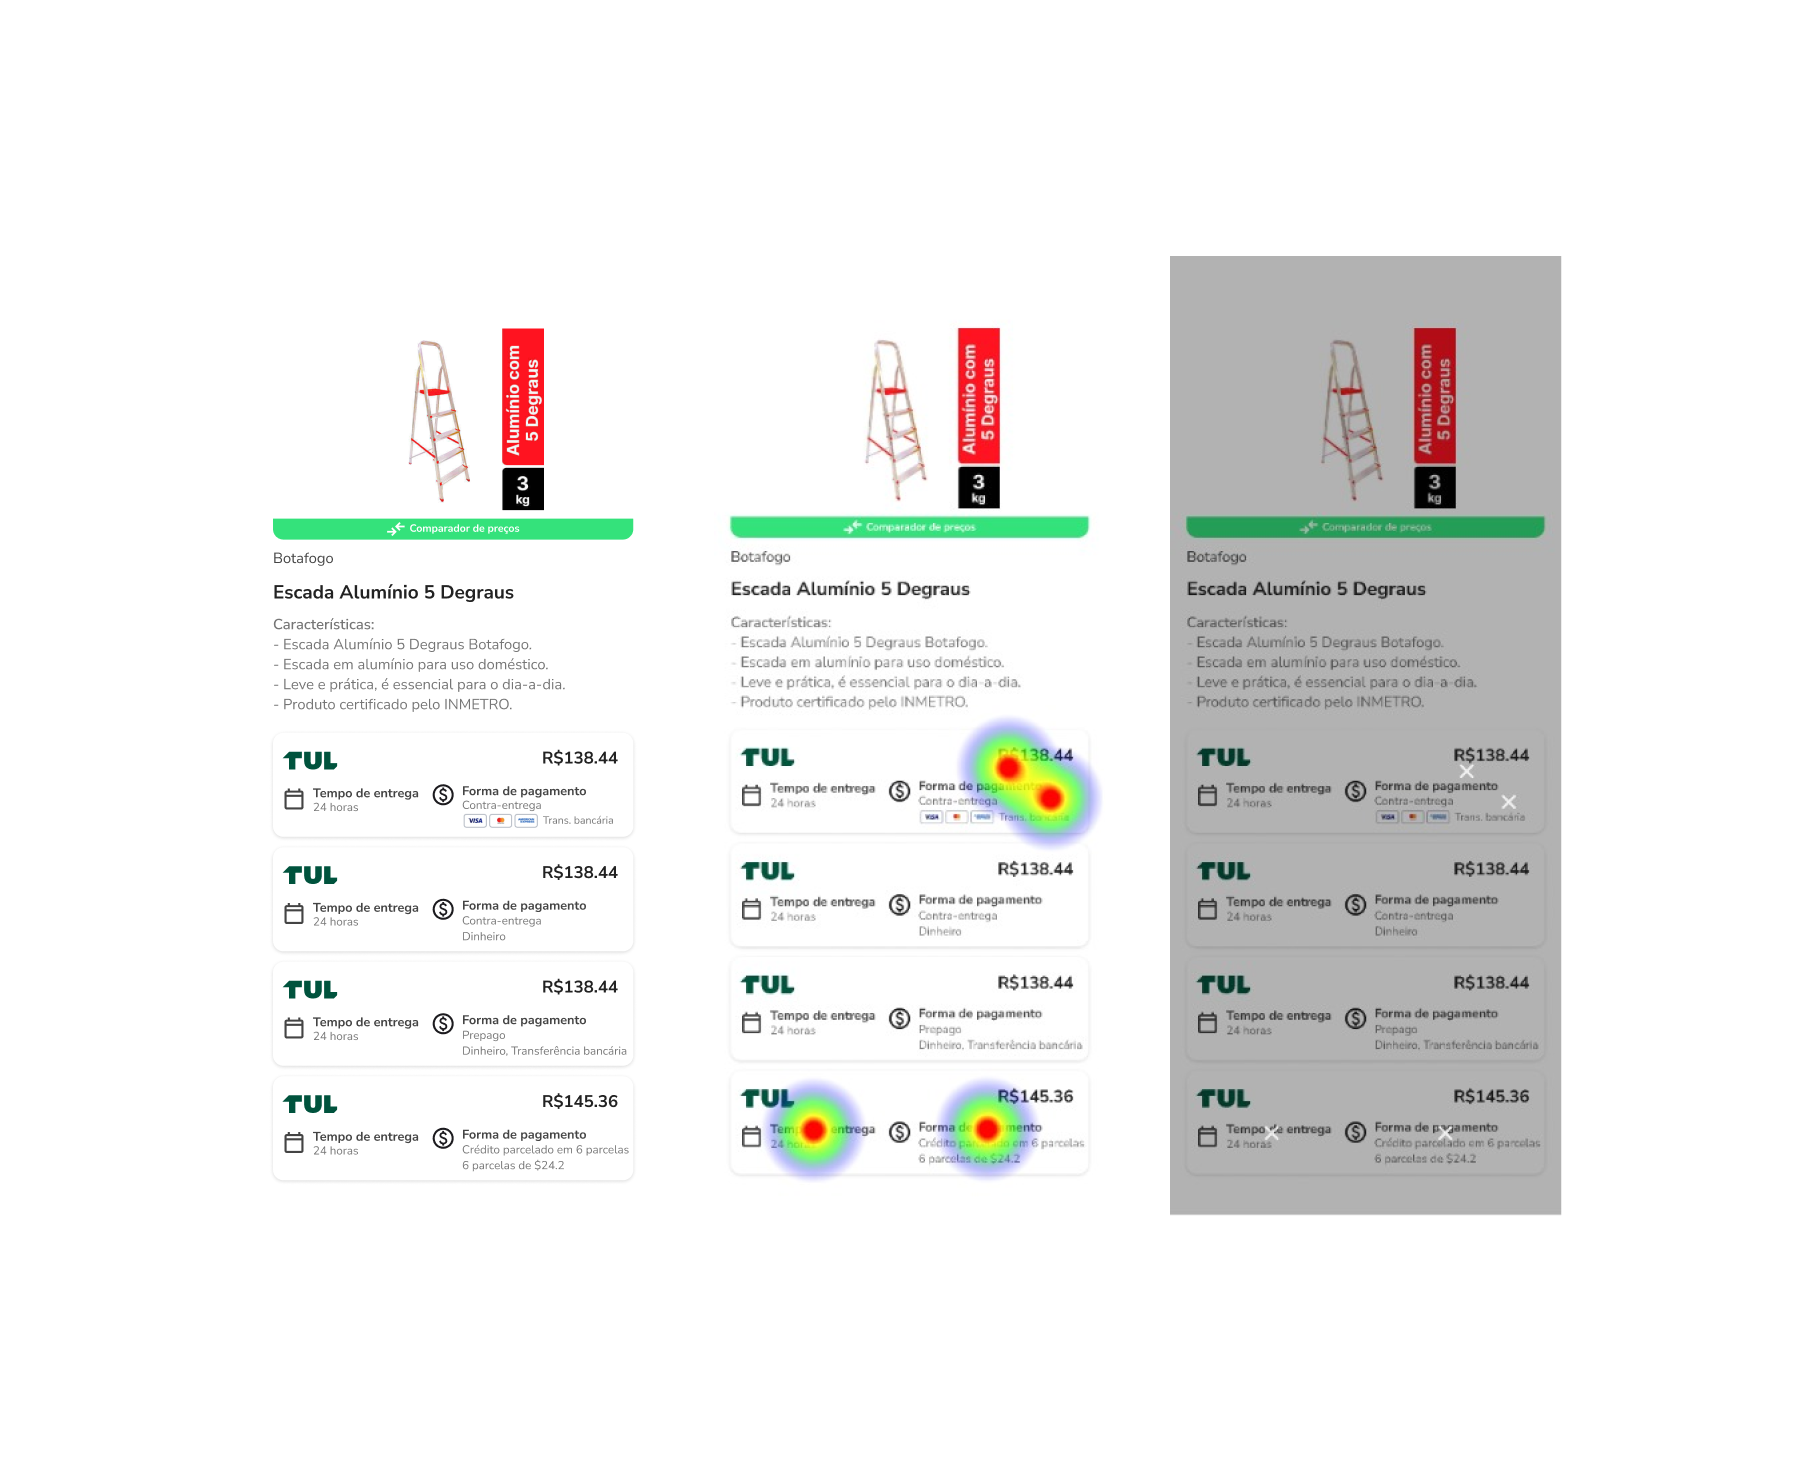 Alumínio com
5 Degraus
3
kg
Comparador de preços
Botafogo
Escada Alumínio 5 Degraus
Características:
- Escada Alumínio 5 Degraus Botafogo.
- Escada em alumínio para uso doméstico.
- Leve e prática, é essencial para o dia-a-dia.
- Produto certificado pelo INMETRO.
TUL R$138.44
Tempo de entrega Forma de pagamento
24 horas Contra-entrega
VISA Trans. bancária
TUL R$138.44
Tempo de entrega Forma de pagamento
24 horas Contra-entrega
Dinheiro
TUL R$138.44
Tempo de entrega Forma de pagamento
24 horas Prepago
Dinheiro, Transferência bancária
TUL R$145.36
Tempo de entrega Forma de pagamento
24 horas Crédito parcelado em 6 parcelas
6 parcelas de $24.2
Alumínio com
5 Degraus
3
kg
Comparador de preços
Botafogo
Escada Alumínio 5 Degraus
Características:
- Escada Alumínio 5 Degraus Botafogo.
- Escada em alumínio para uso doméstico.
- Leve e prática, é essencial para o dia-a-dia.
- Produto certificado pelo INMETRO.
TUL R$138.44
Tempo de entrega Forma de pagamento
24 horas Contra-entrega
VISA Trans. bancária
TUL R$138.44
Tempo de entrega Forma de pagamento
24 horas Contra-entrega
Dinheiro
TUL R$138.44
Tempo de entrega Forma de pagamento
24 horas Prepago
Dinheiro, Transferência bancária
TUL R$145.36
entrega Forma de
Crédito em 6 parcelas
6 parcelas de $24.2
Alumínio com
5 Degraus
3
kg
Comparador de preços
Botafogo
Escada Alumínio 5 Degraus
Características:
- Escada Alumínio 5 Degraus Botafogo.
- Escada em alumínio para uso doméstico.
- Leve e prática, é essencial para o dia-a-dia.
- Produto certificado pelo INMETRO.
TUL R$138.44
Tempo de entrega Forma de pagamento
24 horas Contra-entrega
VISA Trans. bancária
TUL R$138.44
Tempo de entrega Forma de pagamento
24 horas Contra-entrega
Dinheiro
TUL R$138.44
Tempo de entrega Forma de pagamento
24 horas Prepago
Dinheiro, Transferência bancária
TUL R$145.36
Tempo de entrega Forma de pagamento
24 horas Crédito parcelado em 6 parcelas
6 parcelas de $24.2